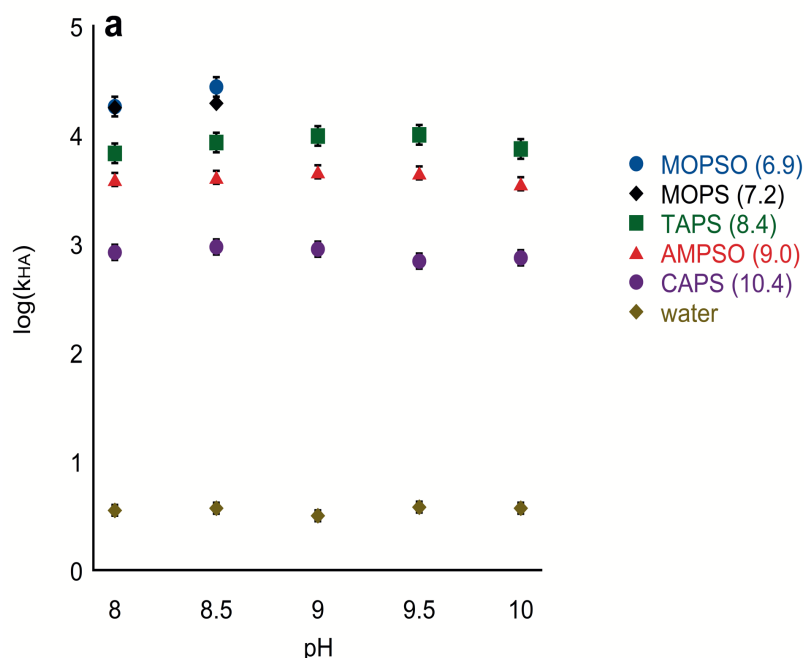 a
5
4
3
2
1
0
log(kHA)
8 8.5 9 9.5 10
pH
MOPSO (6.9)
MOPS (7.2)
TAPS (8.4)
AMPSO (9.0)
CAPS (10.4)
water